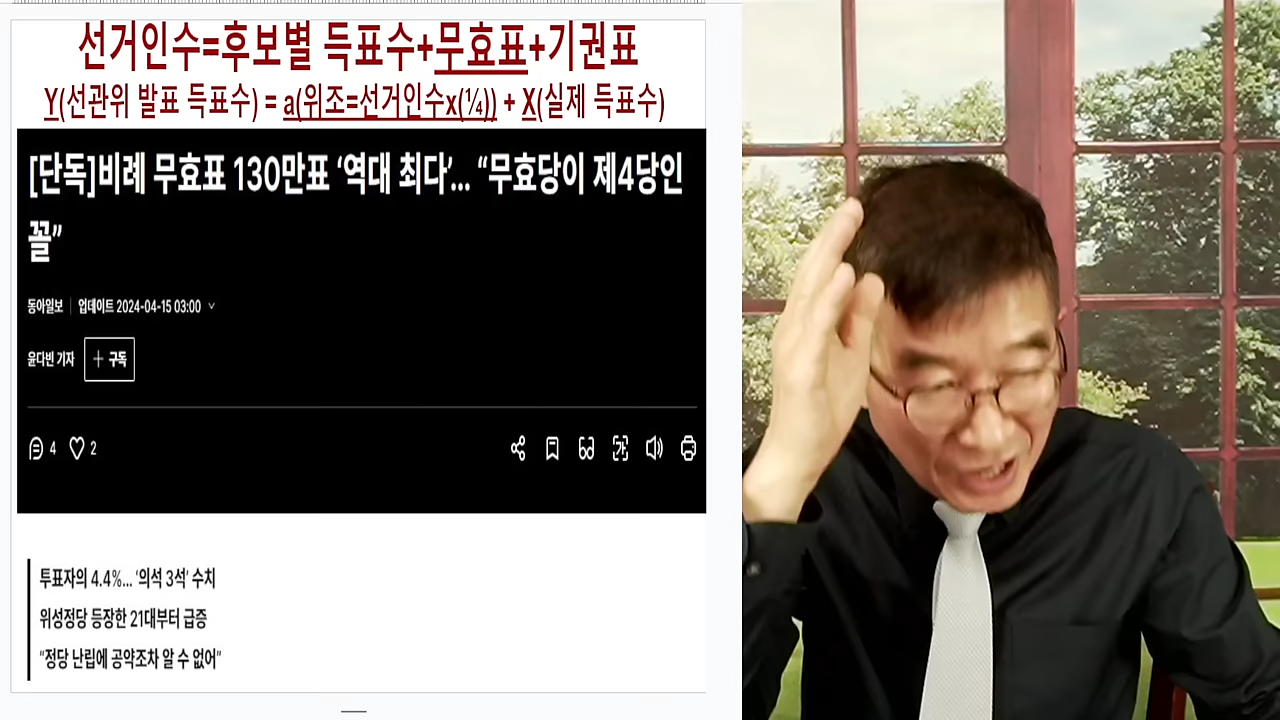 선거인수=후보별 득표수+무효표+기권표
Y(선관위 발표 득표수) = a(위조=선거인수x(¼)) + X(실제 득표수)
[단독]비례 무효표 130만표 ‘역대 최다’... “무효당이 제4당인
꼴”
동아일보 업데이트 2024-04-15 03:00
윤다빈 기자 + 구독
4 2
투표자의 4.4%... ‘의석 3석’ 수치
위성정당 등장한 21대부터 급증
“정당 난립에 공약조차 알 수 없어”